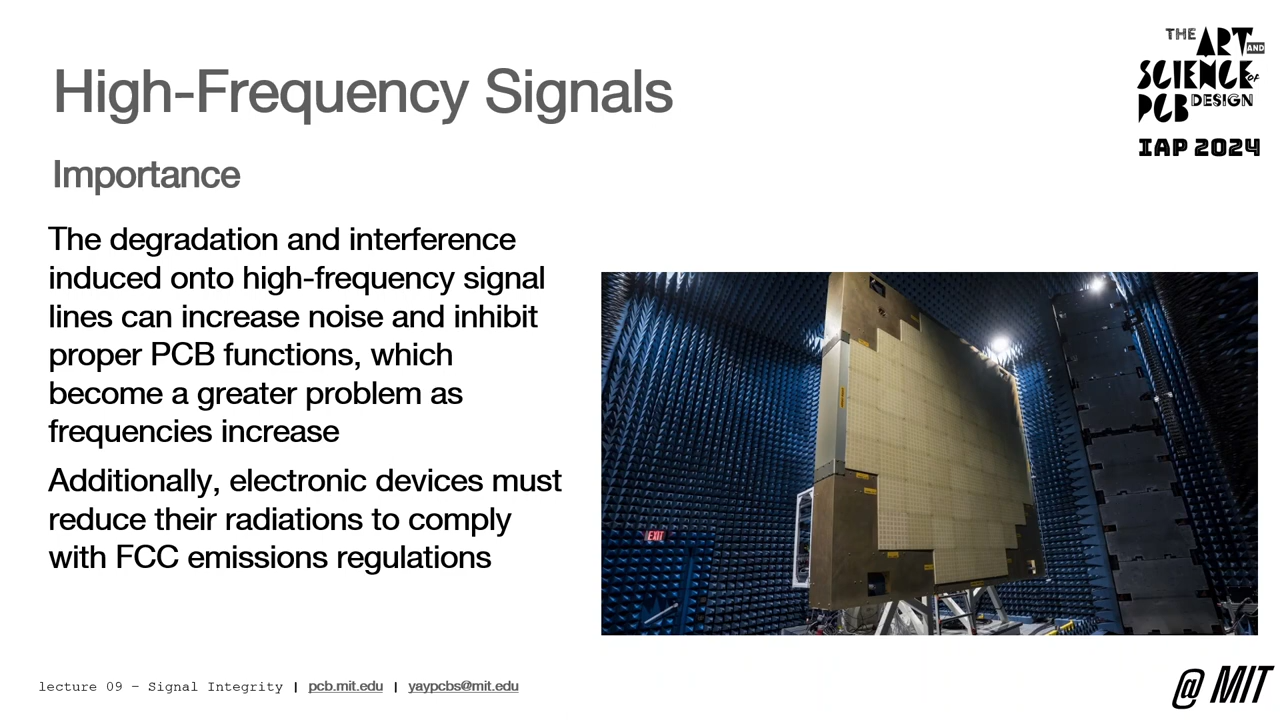 High-Frequency Signals
THE ART AND
SCIENCE OF
PCB DESIGN
IAP 2024
Importance
The degradation and interference
induced onto high-frequency signal
lines can increase noise and inhibit
proper PCB functions, which
become a greater problem as
frequencies increase
Additionally, electronic devices must
reduce their radiations to comply
with FCC emissions regulations
EXIT
lecture 09 - Signal Integrity | pcb.mit.edu | yaypcbs@mit.edu
@ MIT